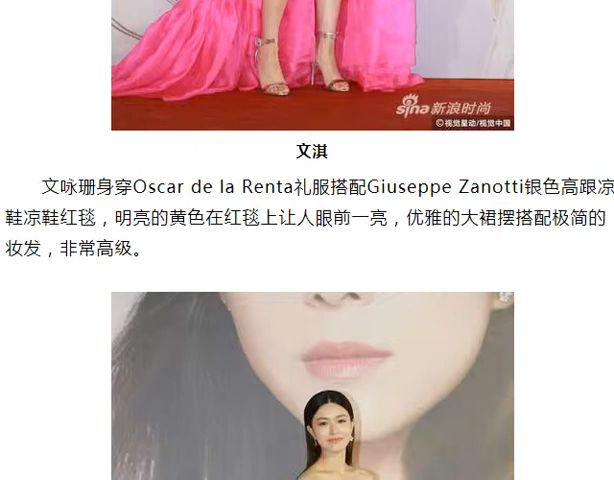 sina新浪时尚
©视觉星动/视觉中国
文淇
文咏珊身穿Oscar de la Renta礼服搭配Giuseppe Zanotti银色高跟凉
鞋凉鞋红毯，明亮的黄色在红毯上让人眼前一亮，优雅的大裙摆搭配极简的
妆发，非常高级。